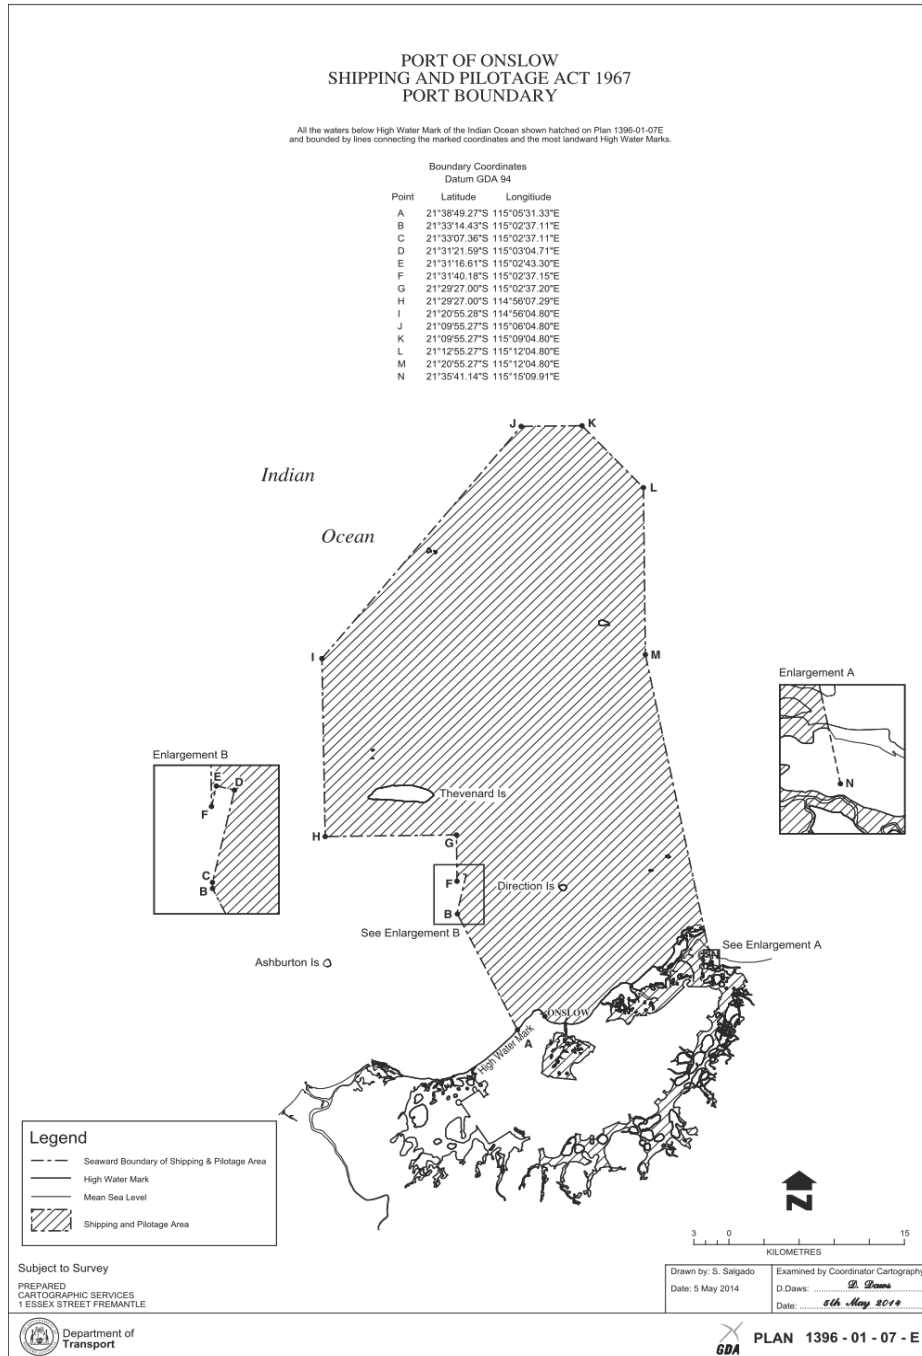 PORT OF ONSLOW
SHIPPING AND PILOTAGE ACT 1967
PORT BOUNDARY
All the waters below High Water Mark of the Indian Ocean shown hatched on Plan 1396-01-07E
and bounded by lines connecting the marked coordinates and the most landward High Water Marks.
Boundary Coordinates
Datum GDA 94
Point Latitude Longitiude
A 21°38'49.27"S 115°05'31.33"E
B 21°33'14.43"S 115°02'37.11"E
C 21°33'07.36"S 115°02'37.11"E
D 21°31'21.59"S 115°03'04.71"E
E 21°31'16.61"S 115°02'43.30"E
F 21°31'40.18"S 115°02'37.15"E
G 21°29'27.00"S 115°02'37.20"E
H 21°29'27.00"S 114°56'07.29"E
I 21°20'55.28"S 114°56'04.80"E
J 21°09'55.27"S 115°06'04.80"E
K 21°09'55.27"S 115°09'04.80"E
L 21°12'55.27"S 115°12'04.80"E
M 21°20'55.27"S 115°12'04.80"E
N 21°35'41.14"S 115°15'09.91"E
J
K
Indian
L
Ocean
I
M
Enlargement A
N
Enlargement B
E
D
F
C
B
Thevenard Is
H
G
F
Direction Is
B
See Enlargement B
See Enlargement A
N
Ashburton Is
ONSLOW
High Water Mark
A
Legend
Seaward Boundary of Shipping & Pilotage Area
High Water Mark
Mean Sea Level
Shipping and Pilotage Area
N
3 0 15
KILOMETRES
Subject to Survey
PREPARED
CARTOGRAPHIC SERVICES
1 ESSEX STREET FREMANTLE
Drawn by: S. Salgado
Date: 5 May 2014
Examined by Coordinator Cartography
D.Daws: D. Daws
Date: 5th May 2014
Department of
Transport
GDA
PLAN 1396 - 01 - 07 - E